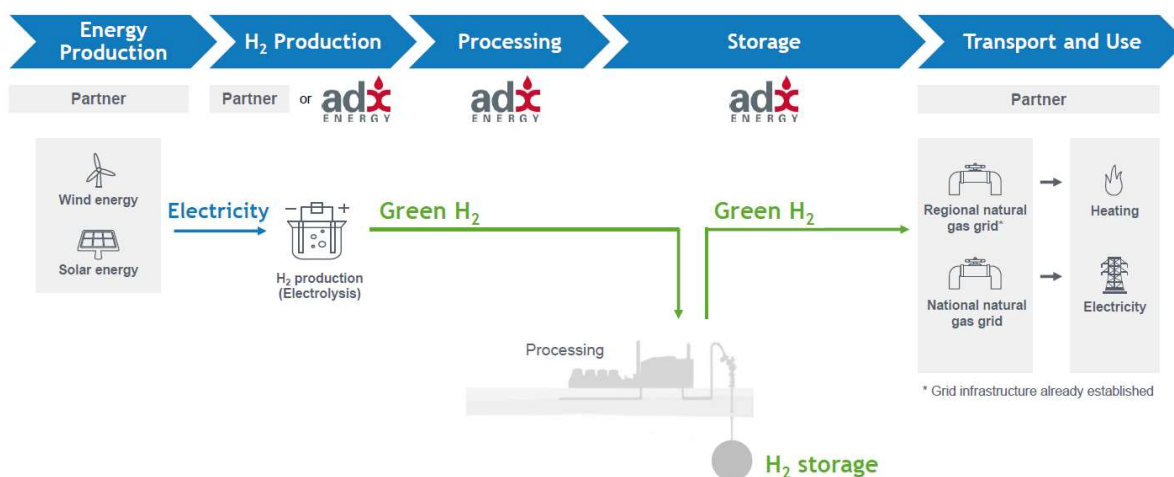 Energy
Production
H₂ Production
Processing
Storage
Transport and Use
Partner
Partner or adx
ENERGY
adx
ENERGY
adx
ENERGY
Partner
Wind energy
Solar energy
Electricity
H₂ production
(Electrolysis)
Green H₂
Processing
H₂ storage
Green H₂
Regional natural
gas grid*
Heating
National natural
gas grid
Electricity
* Grid infrastructure already established